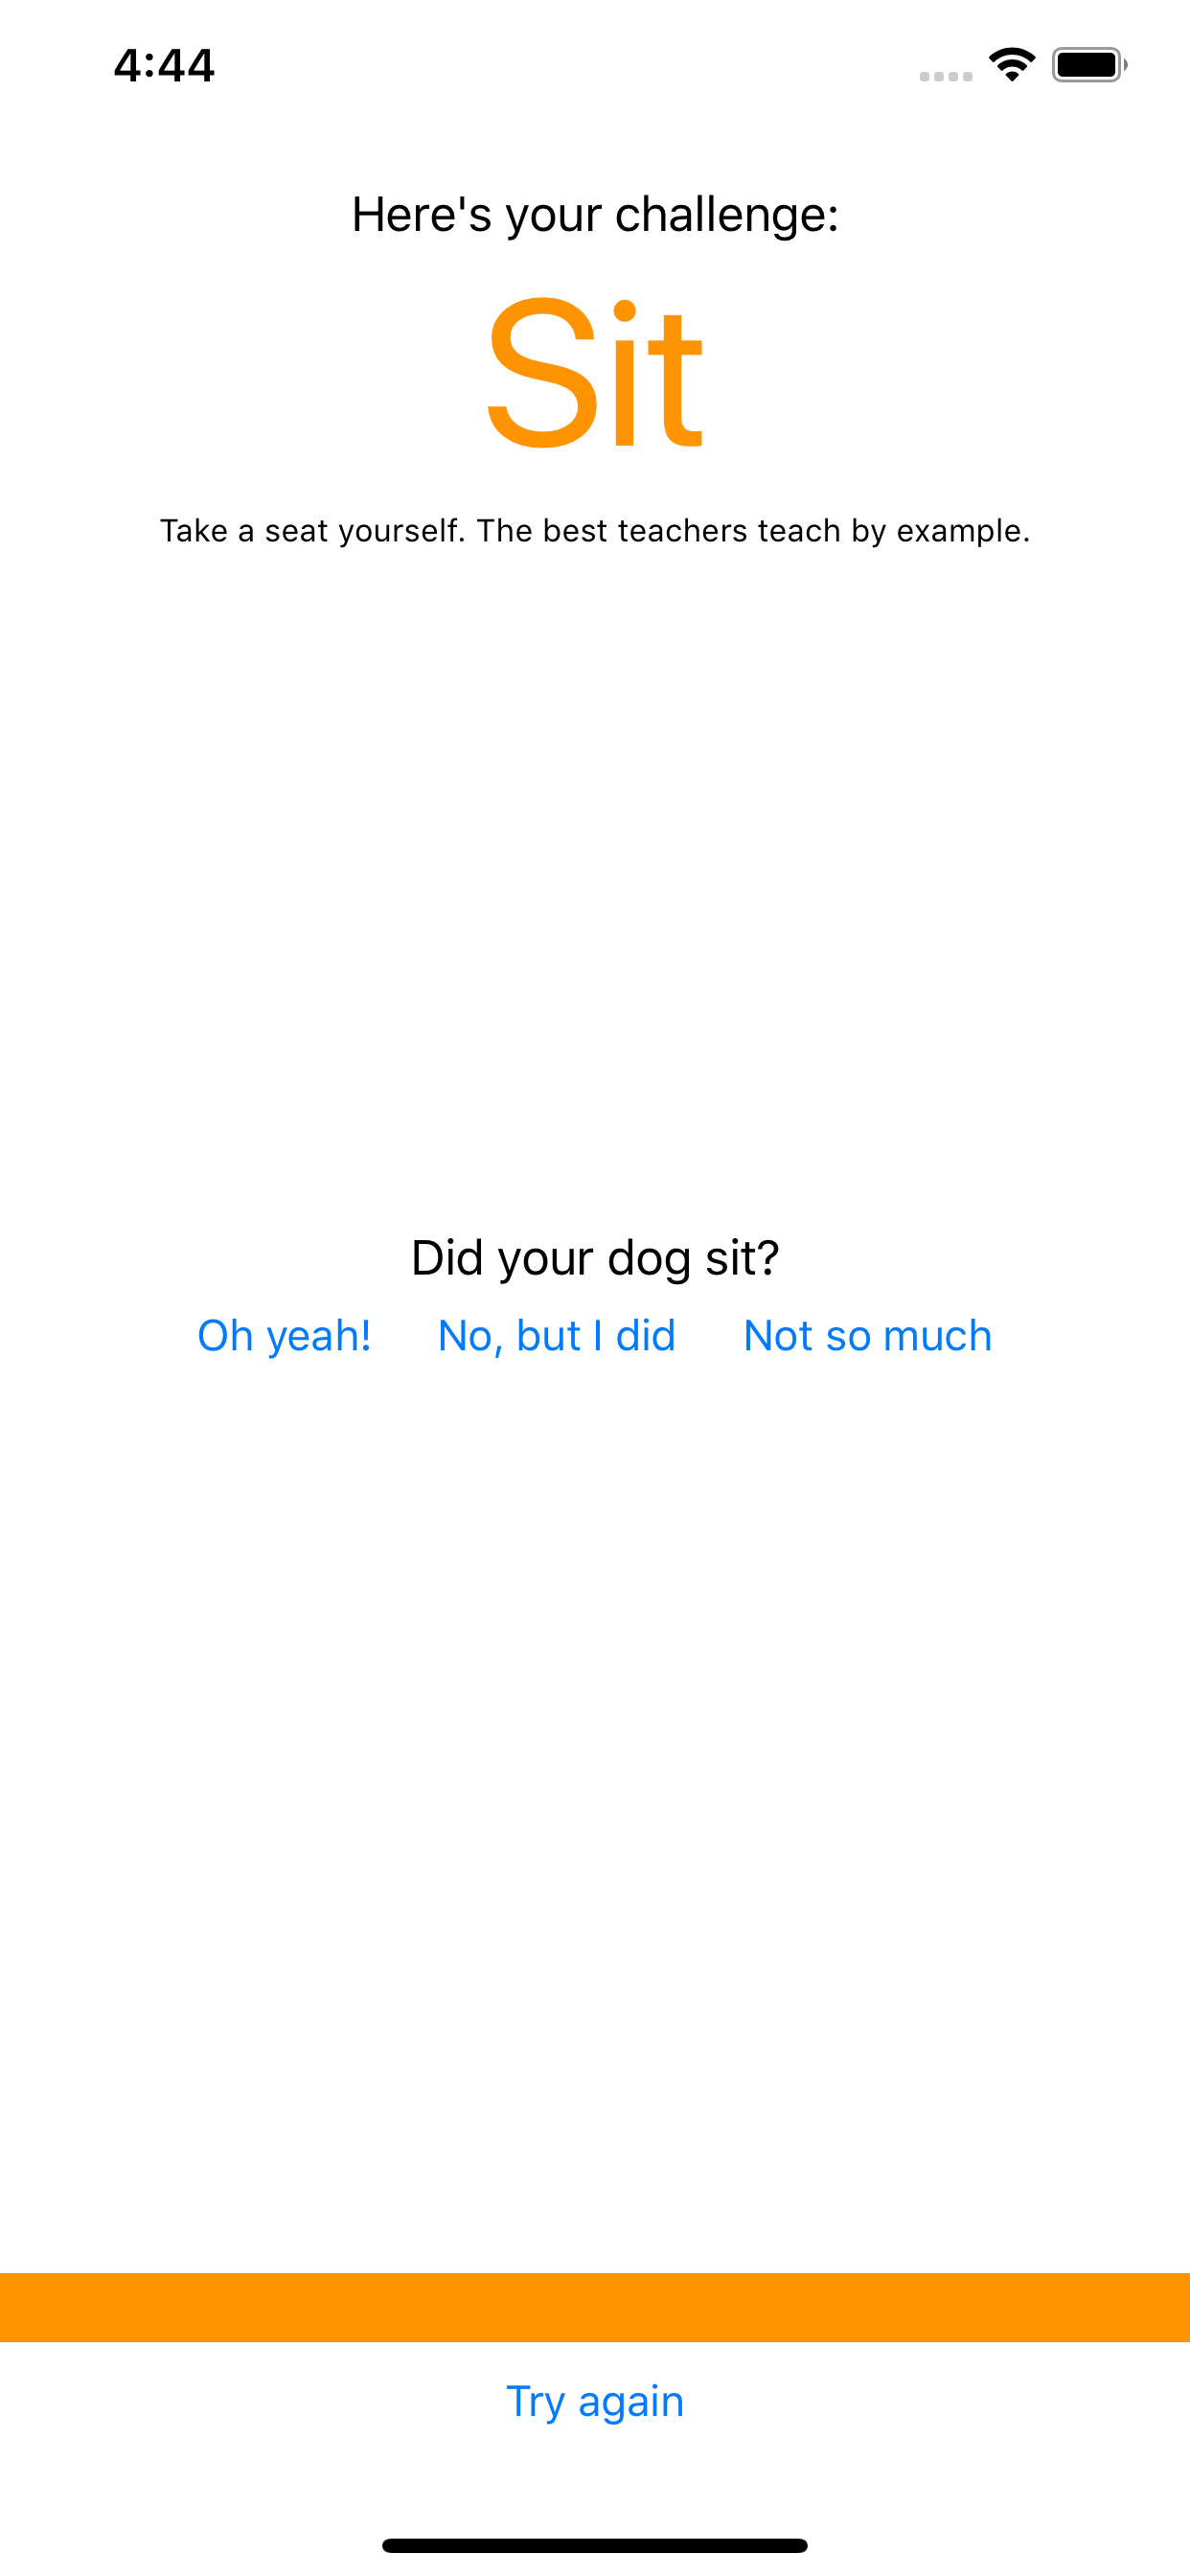 4:44
Here's your challenge:
Sit
Take a seat yourself. The best teachers teach by example.
Did your dog sit?
Oh yeah! No, but I did Not so much
Try again